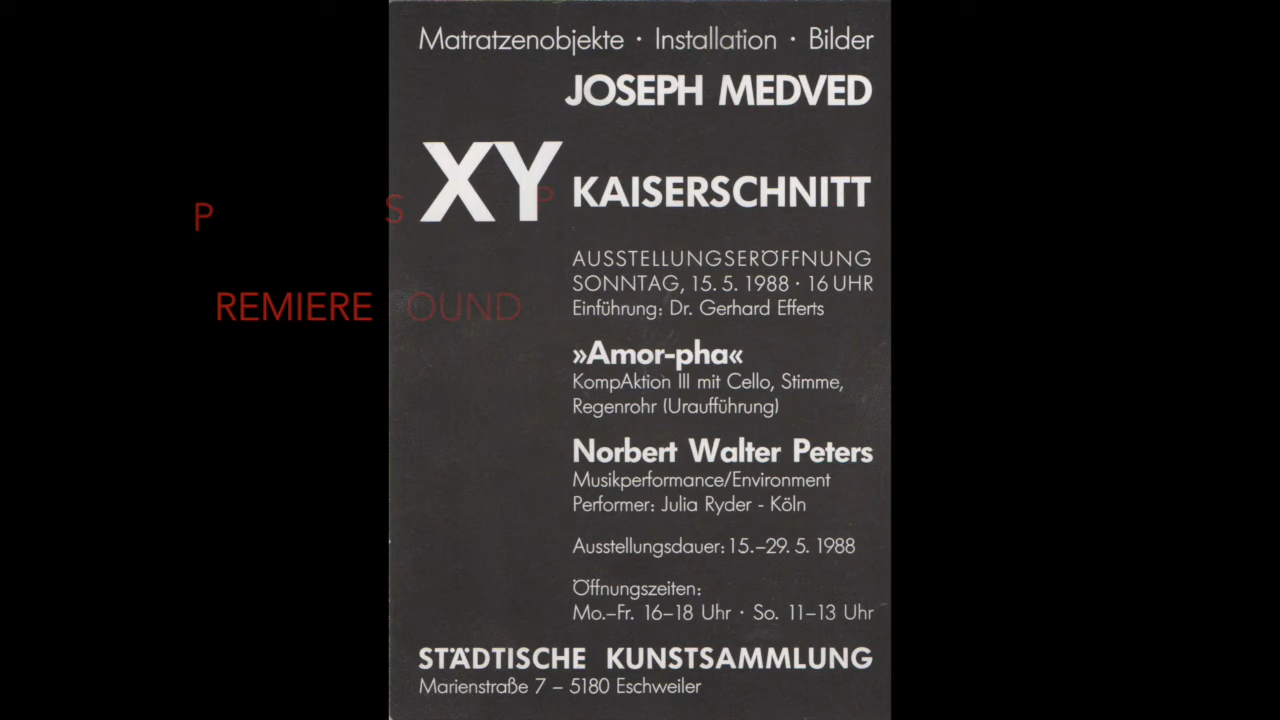 Matratzenobjekte · Installation · Bilder
JOSEPH MEDVED
XY KAISERSCHNITT
P S P
REMIERE OUND
AUSSTELLUNGSERÖFFNUNG
SONNTAG, 15. 5. 1988 · 16 UHR
Einführung: Dr. Gerhard Efferts
»Amor-pha«
KompAktion III mit Cello, Stimme,
Regenrohr (Uraufführung)
Norbert Walter Peters
Musikperformance/Environment
Performer: Julia Ryder - Köln
Ausstellungsdauer: 15.–29. 5. 1988
Öffnungszeiten:
Mo.–Fr. 16–18 Uhr · So. 11–13 Uhr
STÄDTISCHE KUNSTSAMMLUNG
Marienstraße 7 – 5180 Eschweiler